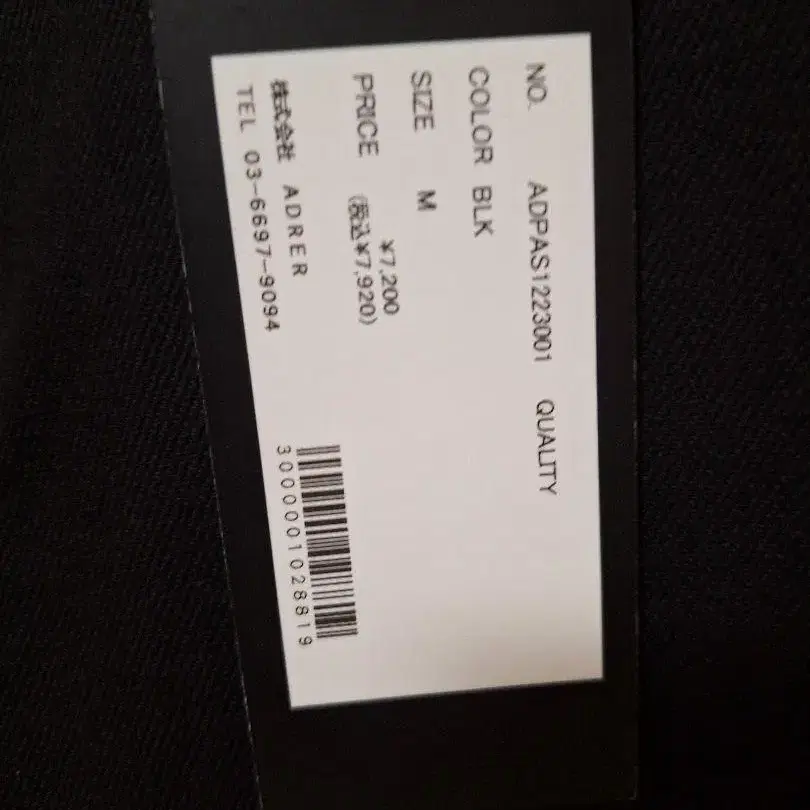 NO. ADPAS1223001 QUALITY
COLOR BLK
SIZE M
PRICE ¥7,200
(税込¥7,920)
株式会社 ADRER
TEL 03-6697-9094
3000001028819